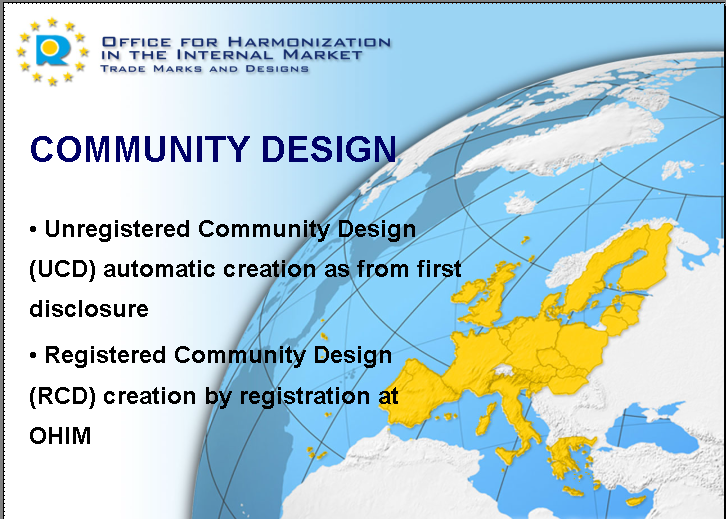 OFFICE FOR HARMONIZATION
IN THE INTERNAL MARKET
TRADE MARKS AND DESIGNS
COMMUNITY DESIGN
• Unregistered Community Design
(UCD) automatic creation as from first
disclosure
• Registered Community Design
(RCD) creation by registration at
OHIM